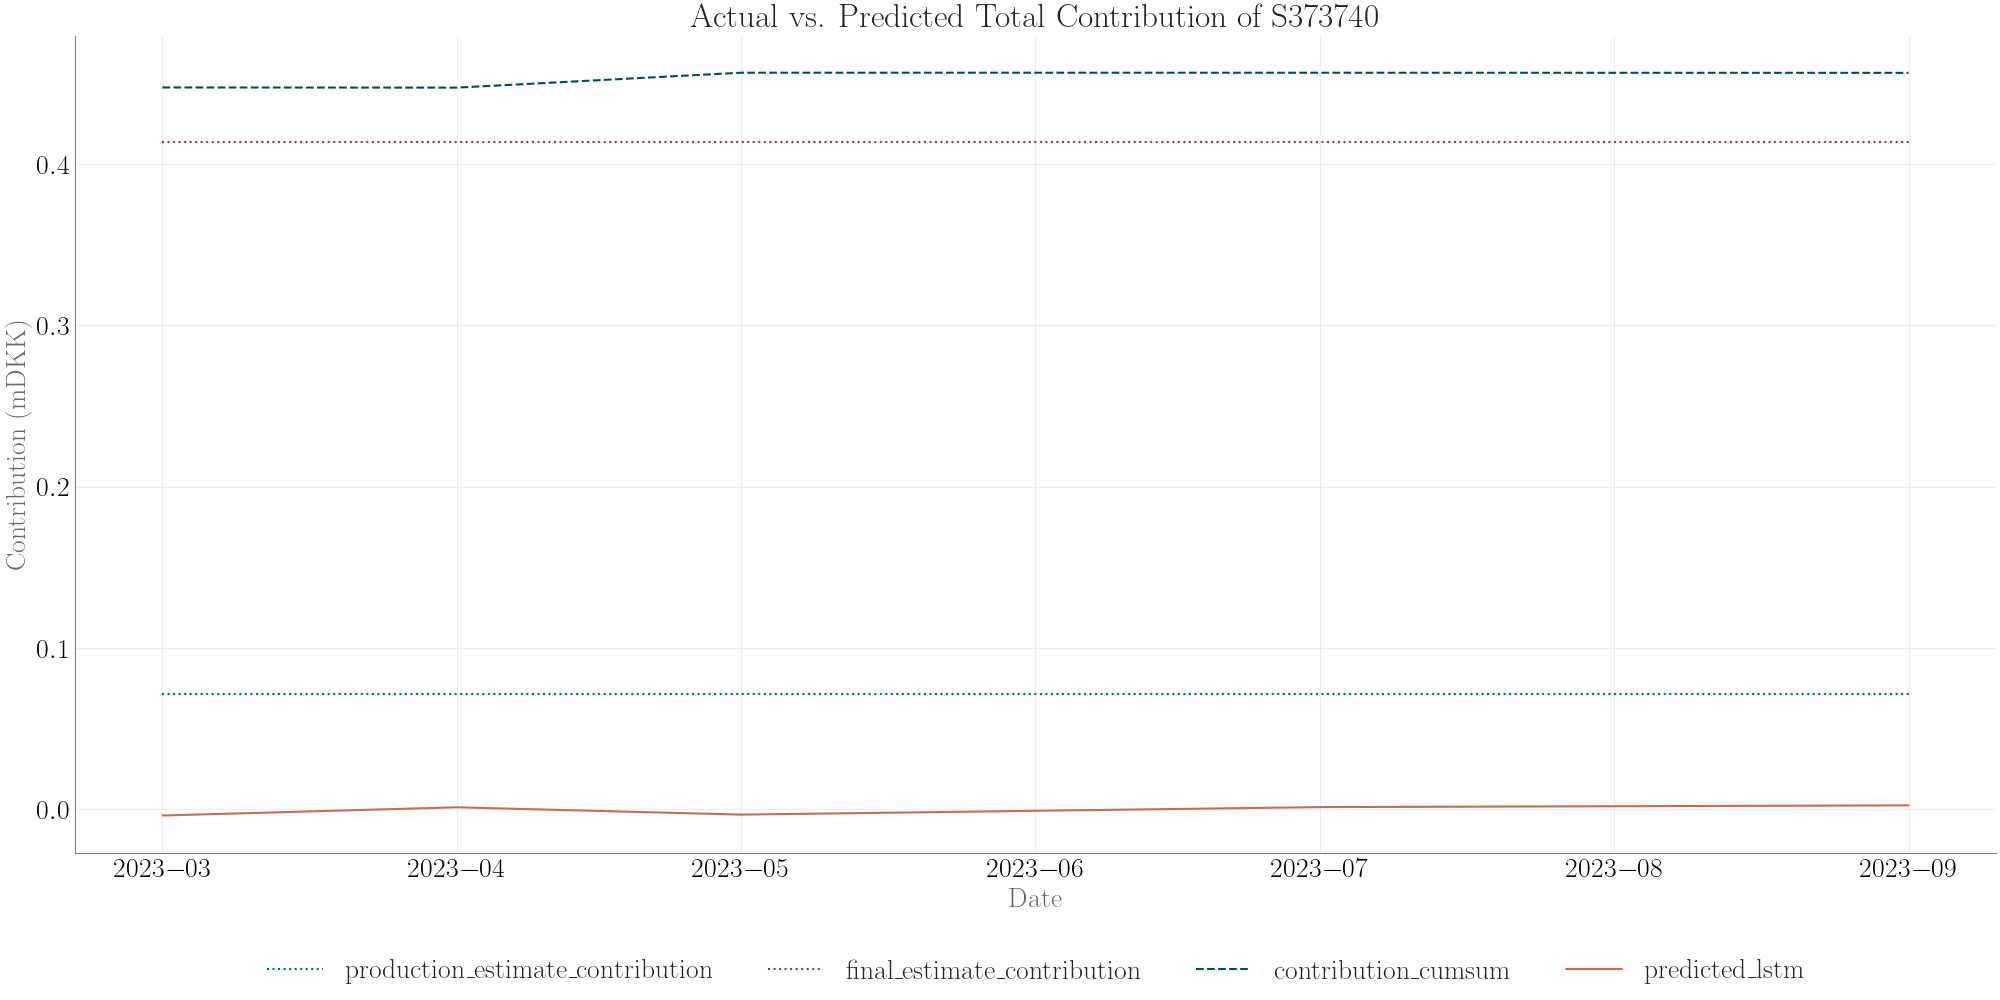 Actual vs. Predicted Total Contribution of S373740
Contribution (mDKK)
0.4
0.3
0.2
0.1
0.0
2023−03 2023−04 2023−05 2023−06 2023−07 2023−08 2023−09
Date
production_estimate_contribution final_estimate_contribution contribution_cumsum predicted_lstm